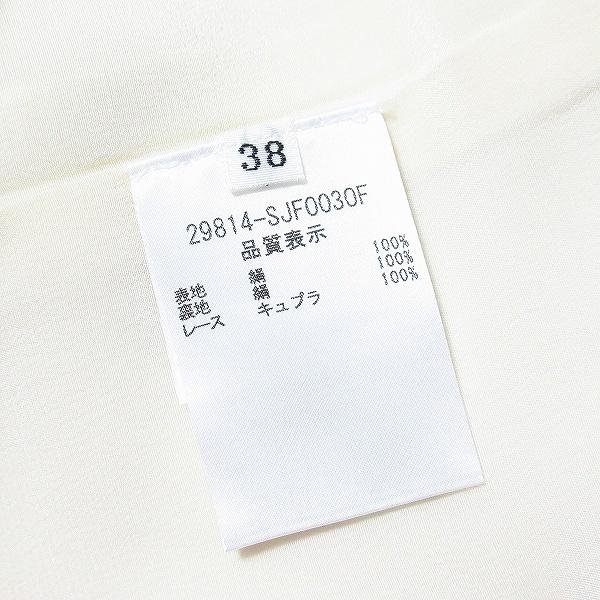 38
29814-SJF0030F
品質表示
表地 絹 100%
裏地 絹 100%
レース キュプラ 100%